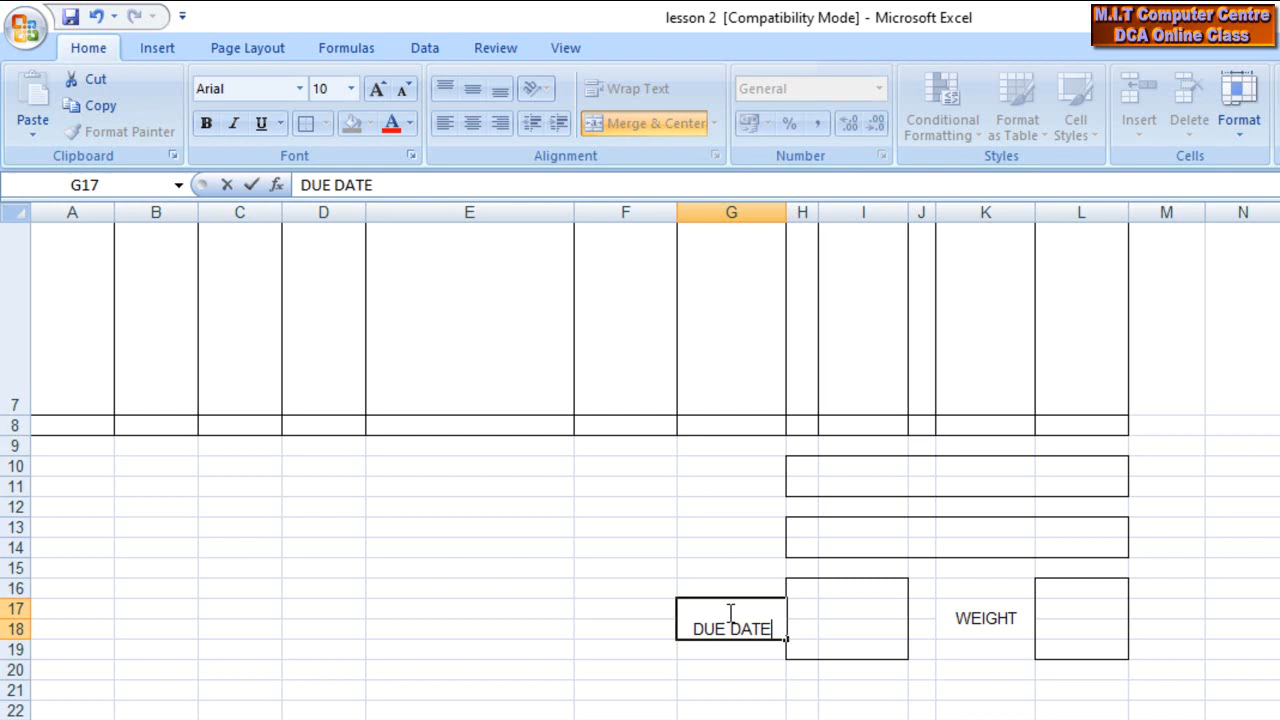 lesson 2 [Compatibility Mode] - Microsoft Excel
M.I.T Computer Centre
DCA Online Class
Home Insert Page Layout Formulas Data Review View
Paste Cut Copy Format Painter
Arial 10
B I U A
Wrap Text
Merge & Center
General
% ,
Conditional Formatting
Format as Table
Cell Styles
Insert Delete Format
Clipboard Font Alignment Number Styles Cells
G17 fx DUE DATE
A B C D E F G H I J K L M N
7
8
9
10
11
12
13
14
15
16
17 WEIGHT
18 DUE DATE
19
20
21
22